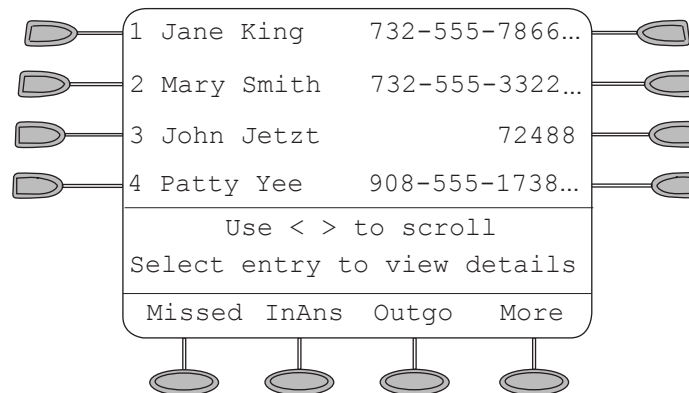 1 Jane King 732-555-7866...
2 Mary Smith 732-555-3322...
3 John Jetzt 72488
4 Patty Yee 908-555-1738...
Use < > to scroll
Select entry to view details
Missed InAns Outgo More